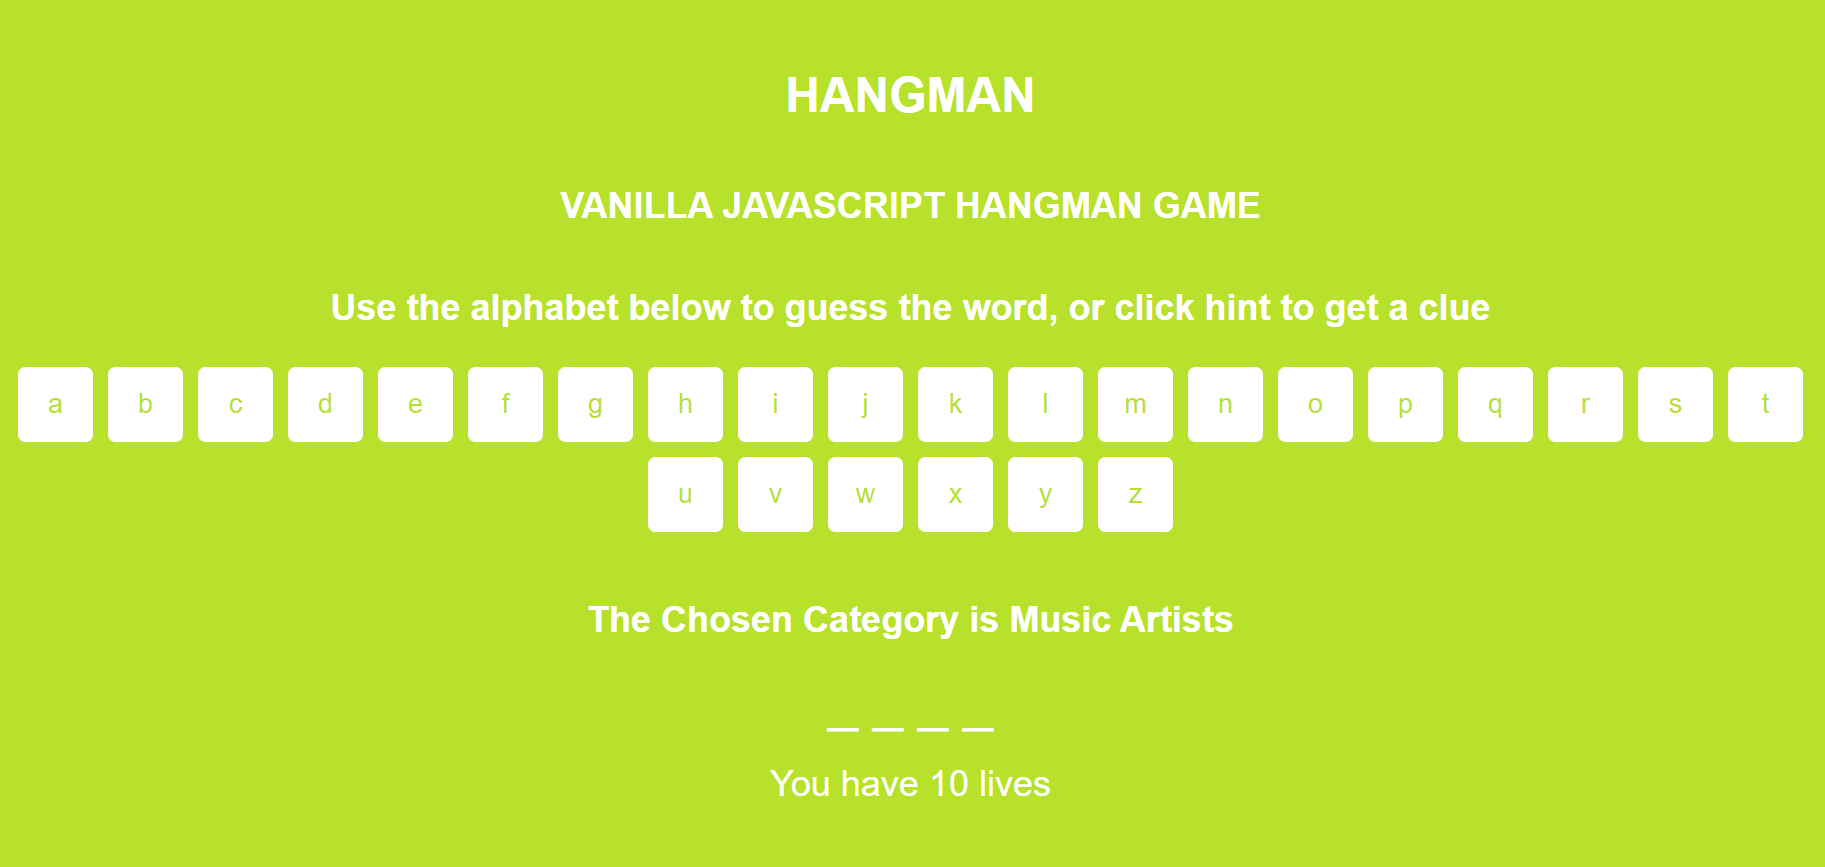 HANGMAN
VANILLA JAVASCRIPT HANGMAN GAME
Use the alphabet below to guess the word, or click hint to get a clue
a b c d e f g h i j k l m n o p q r s t
u v w x y z
The Chosen Category is Music Artists
_ _ _ _
You have 10 lives